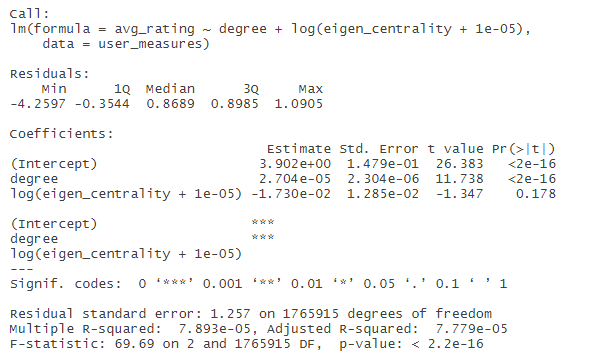 Call:
lm(formula = avg_rating ~ degree + log(eigen_centrality + 1e-05),
    data = user_measures)

Residuals:
    Min      1Q  Median      3Q     Max
-4.2597 -0.3544  0.8689  0.8985  1.0905

Coefficients:
                                Estimate Std. Error t value Pr(>|t|)
(Intercept)                    3.902e+00  1.479e-01  26.383   <2e-16
degree                         2.704e-05  2.304e-06  11.738   <2e-16
log(eigen_centrality + 1e-05) -1.730e-02  1.285e-02  -1.347    0.178

(Intercept)                   ***
degree                        ***
log(eigen_centrality + 1e-05)
---
Signif. codes:  0 ‘***’ 0.001 ‘**’ 0.01 ‘*’ 0.05 ‘.’ 0.1 ‘ ’ 1

Residual standard error: 1.257 on 1765915 degrees of freedom
Multiple R-squared:  7.893e-05, Adjusted R-squared:  7.779e-05
F-statistic: 69.69 on 2 and 1765915 DF,  p-value: < 2.2e-16